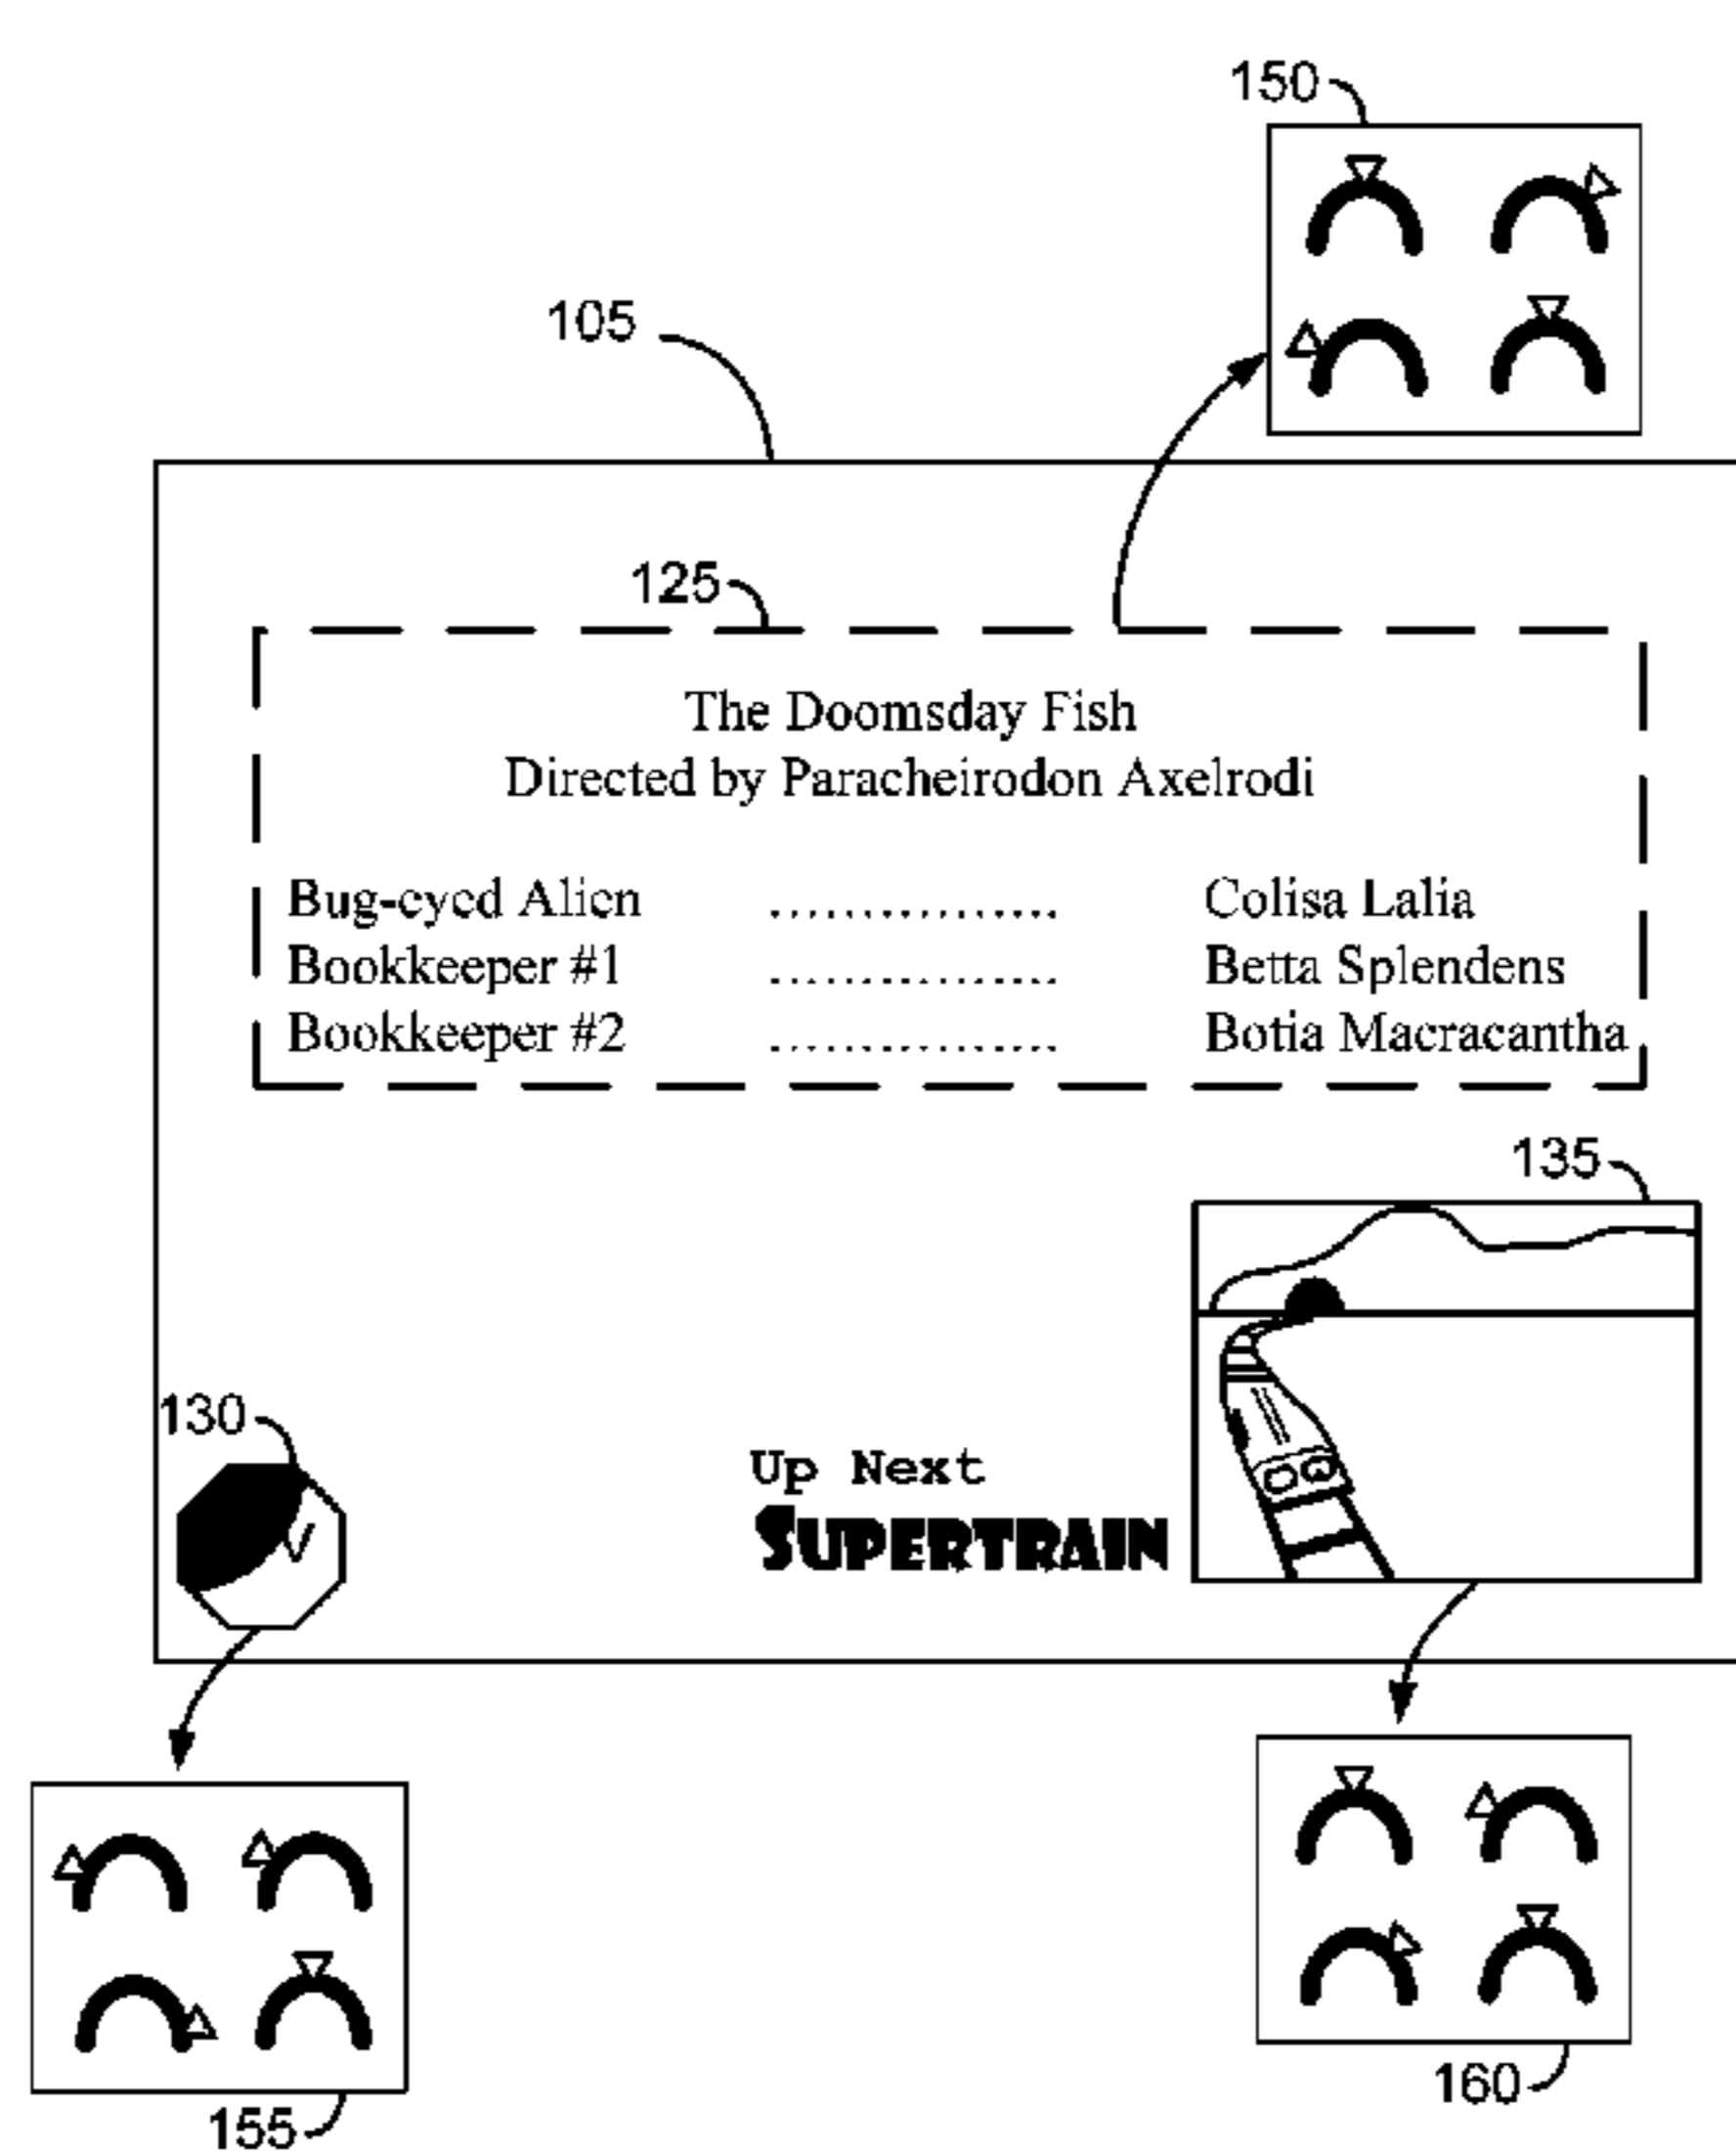 150
105
125
The Doomsday Fish
Directed by Paracheirodon Axelrodi
Bug-eyed Alien ................ Colisa Lalia
Bookkeeper #1 ................ Betta Splendens
Bookkeeper #2 ................ Botia Macracantha
135
130
V
Up Next
SUPERTRAIN
160
155